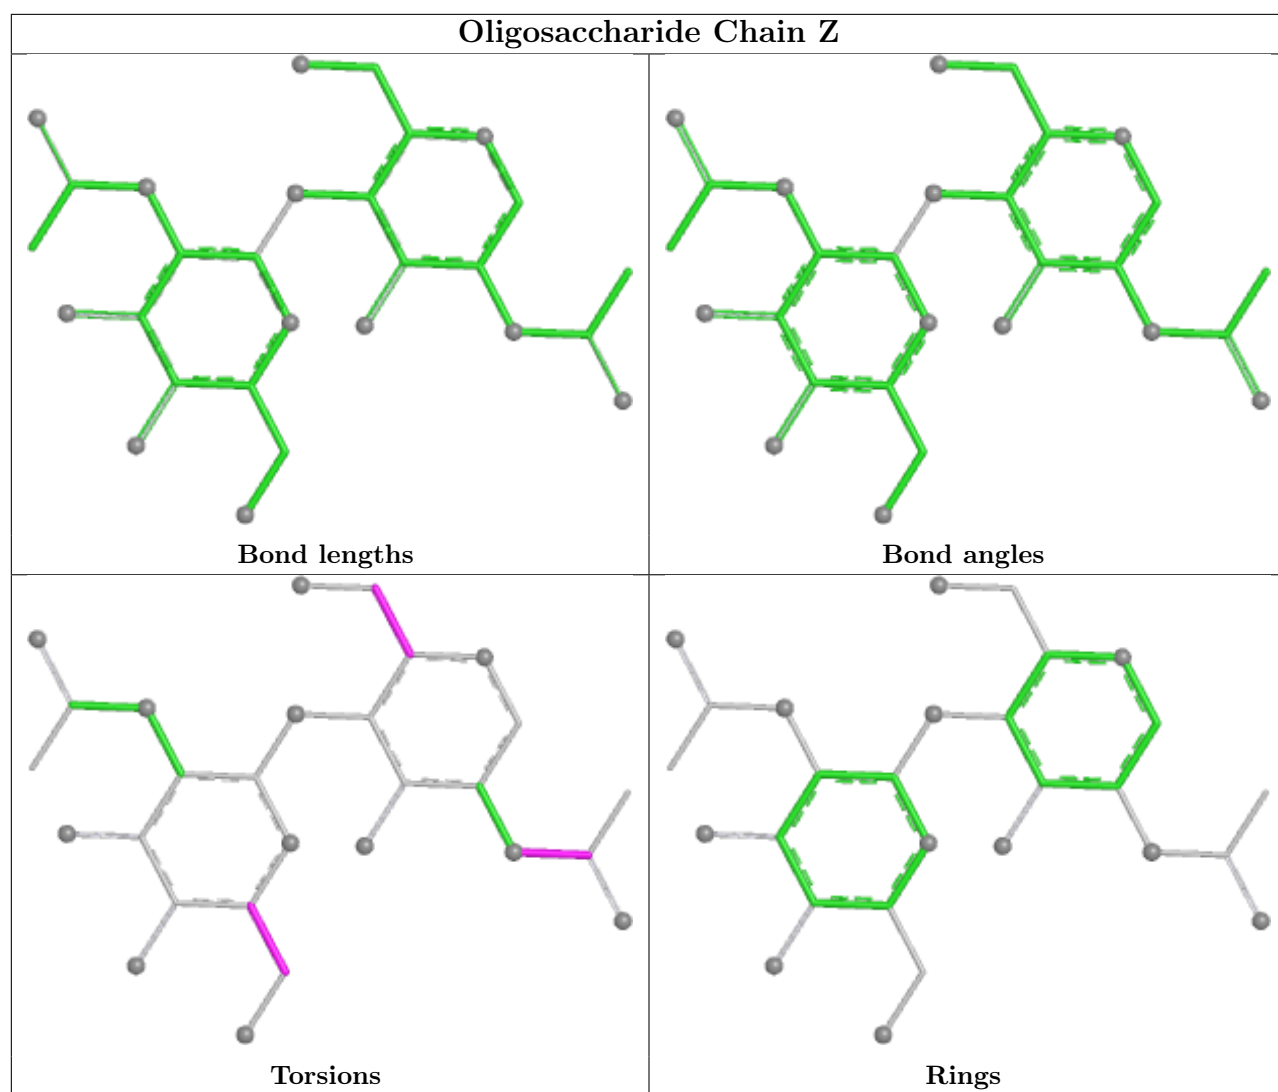 Oligosaccharide Chain Z
Bond lengths
Bond angles
Torsions
Rings